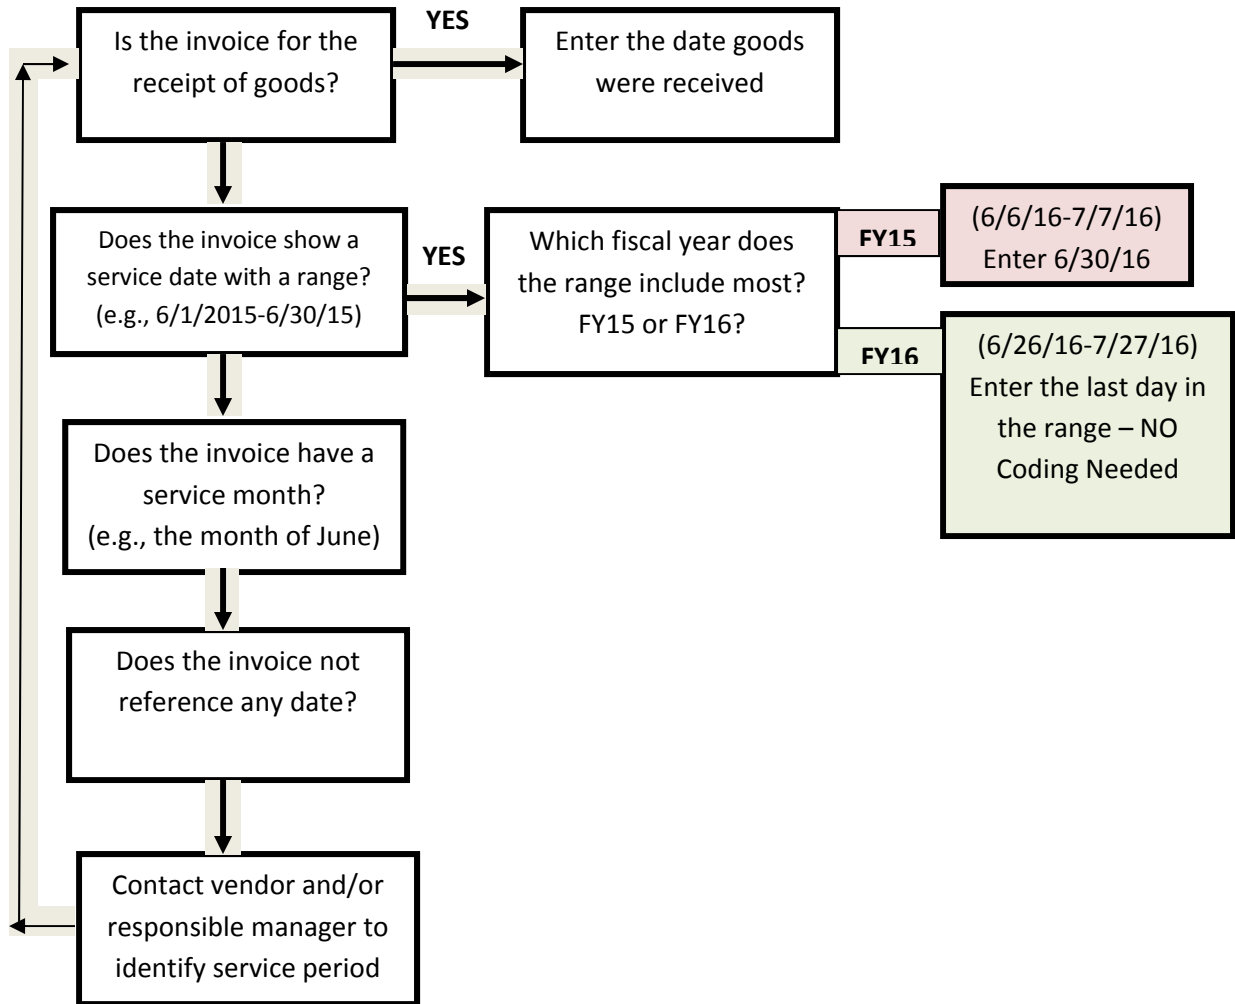 Is the invoice for the
receipt of goods?
YES
Enter the date goods
were received
Does the invoice show a
service date with a range?
(e.g., 6/1/2015-6/30/15)
YES
Which fiscal year does
the range include most?
FY15 or FY16?
FY15
(6/6/16-7/7/16)
Enter 6/30/16
FY16
(6/26/16-7/27/16)
Enter the last day in
the range – NO
Coding Needed
Does the invoice have a
service month?
(e.g., the month of June)
Does the invoice not
reference any date?
Contact vendor and/or
responsible manager to
identify service period